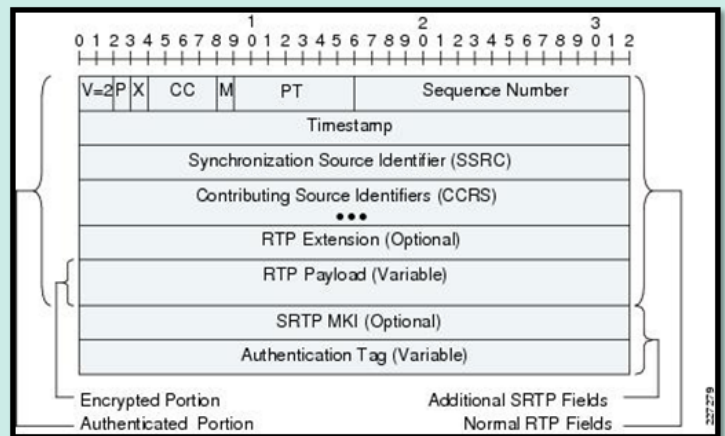 1 2 3
0 1 2 3 4 5 6 7 8 9 0 1 2 3 4 5 6 7 8 9 0 1 2 3 4 5 6 7 8 9 0 1 2
V=2 P X CC M PT Sequence Number
Timestamp
Synchronization Source Identifier (SSRC)
Contributing Source Identifiers (CCRS)
•••
RTP Extension (Optional)
RTP Payload (Variable)
SRTP MKI (Optional)
Authentication Tag (Variable)
Encrypted Portion Additional SRTP Fields
Authenticated Portion Normal RTP Fields
227279